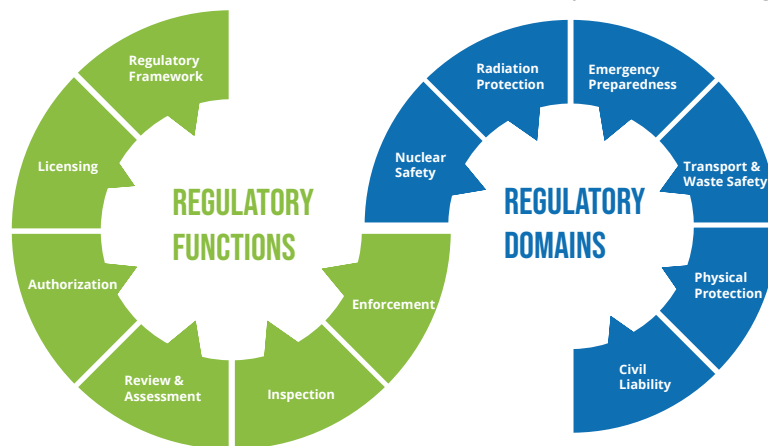 Regulatory
Framework
Licensing
Authorization
Review &
Assessment
Inspection
Enforcement
REGULATORY
FUNCTIONS
Nuclear
Safety
Radiation
Protection
Emergency
Preparedness
Transport &
Waste Safety
Physical
Protection
Civil
Liability
REGULATORY
DOMAINS